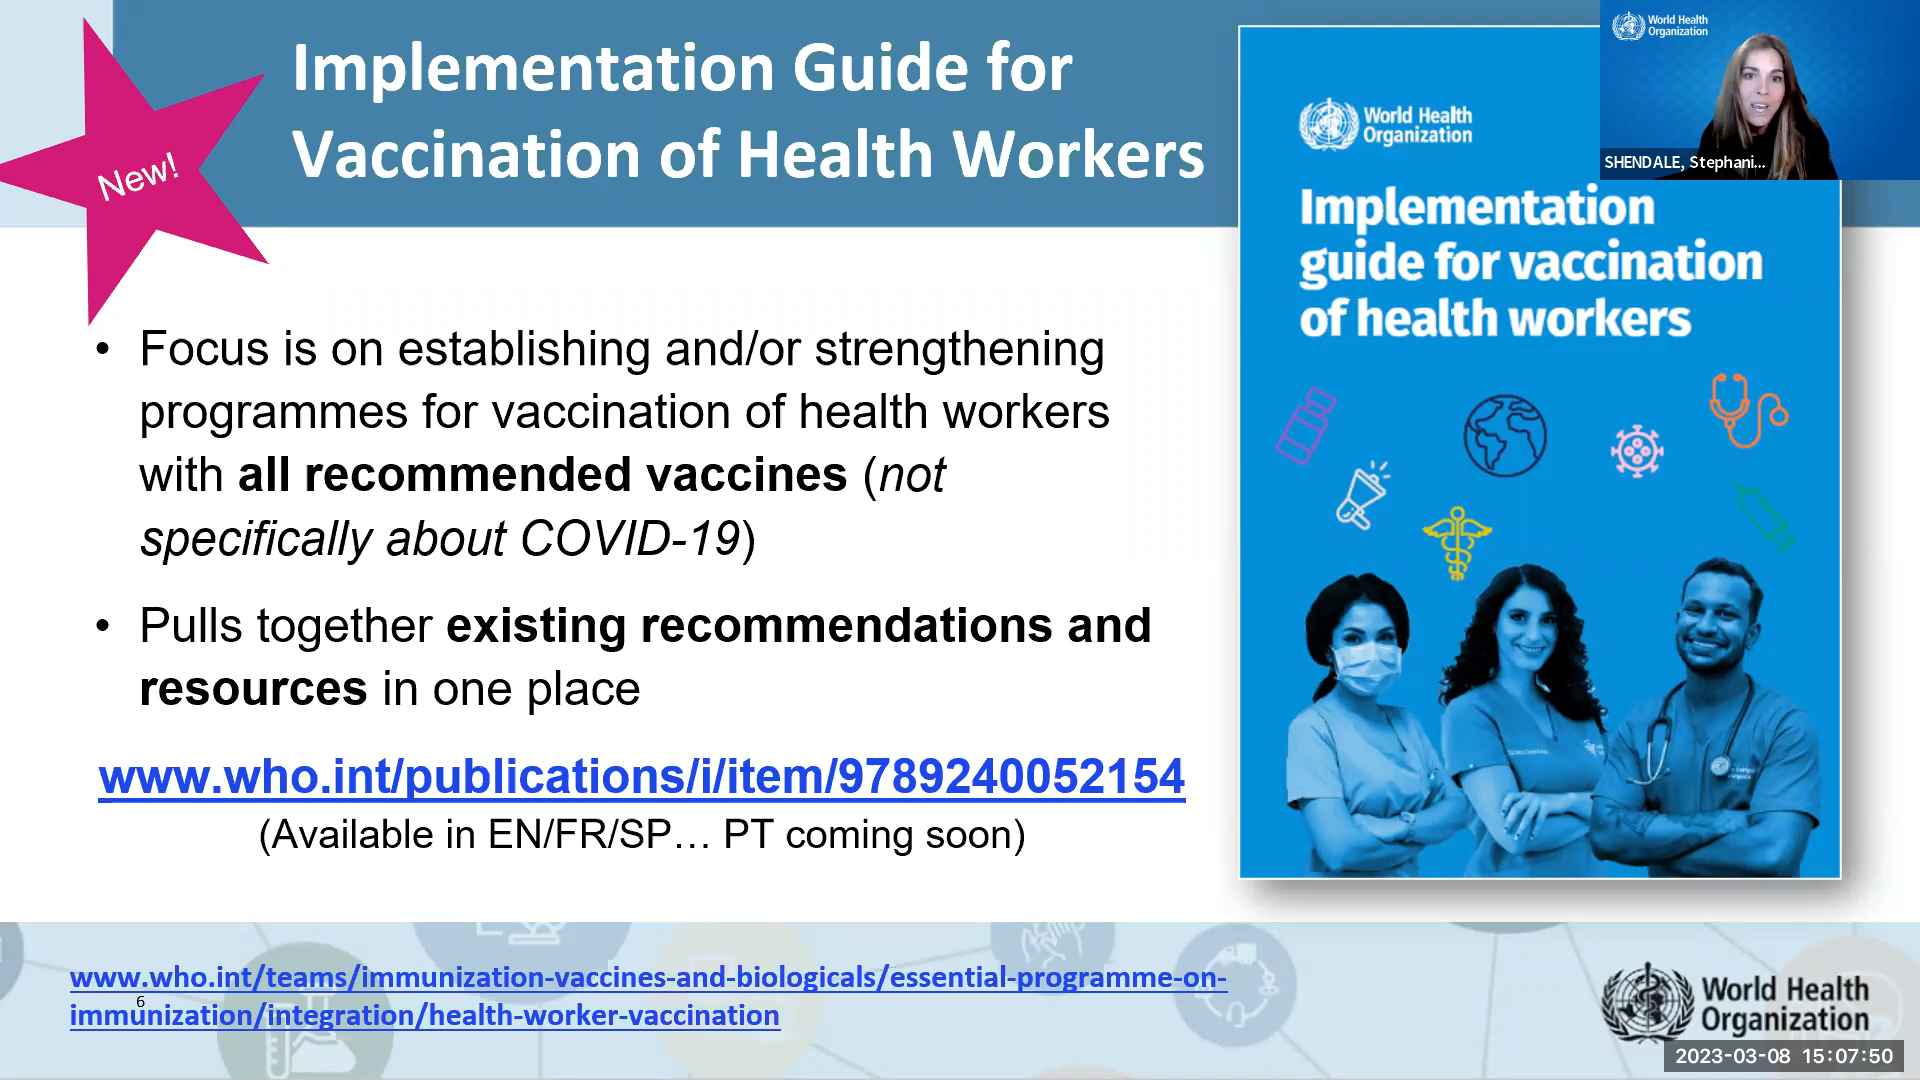 Implementation Guide for
Vaccination of Health Workers
New!
• Focus is on establishing and/or strengthening
programmes for vaccination of health workers
with all recommended vaccines (not
specifically about COVID-19)
• Pulls together existing recommendations and
resources in one place
www.who.int/publications/i/item/9789240052154
(Available in EN/FR/SP… PT coming soon)
World Health
Organization
Implementation
guide for vaccination
of health workers
World Health
Organization
SHENDALE, Stephani...
www.who.int/teams/immunization-vaccines-and-biologicals/essential-programme-on-
immunization/integration/health-worker-vaccination
6
World Health
Organization
2023-03-08 15:07:50